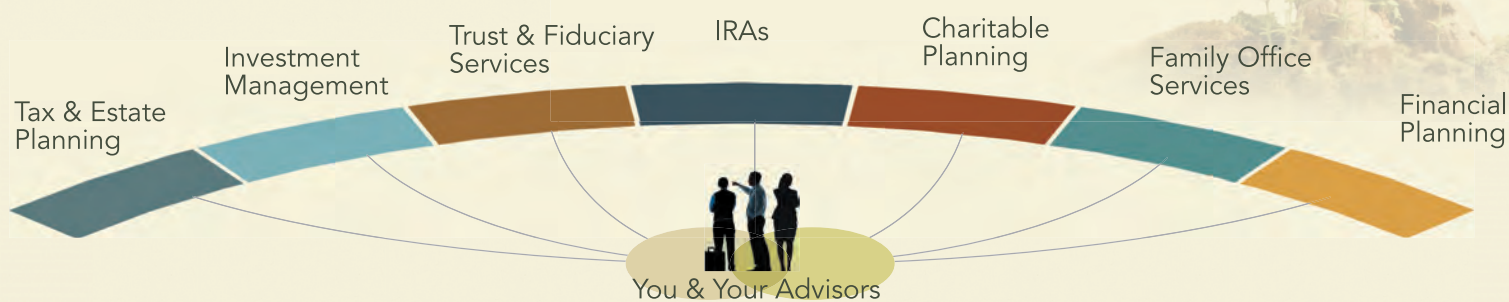 Tax & Estate
Planning
Investment
Management
Trust & Fiduciary
Services
IRAs
Charitable
Planning
Family Office
Services
Financial
Planning
You & Your Advisors